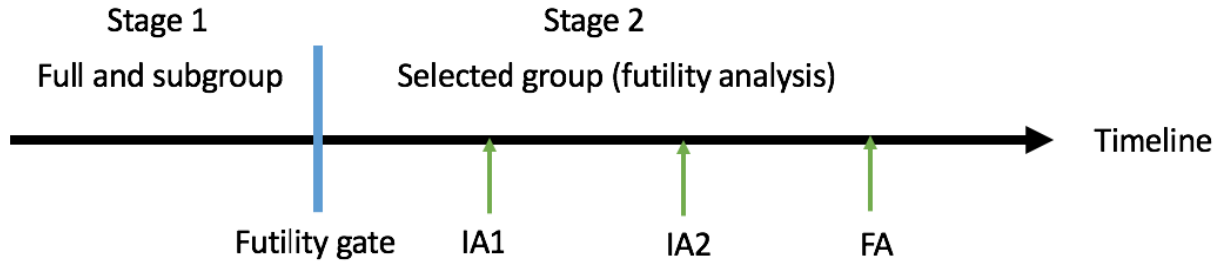 Stage 1
Stage 2
Full and subgroup
Selected group (futility analysis)
Timeline
Futility gate
IA1
IA2
FA